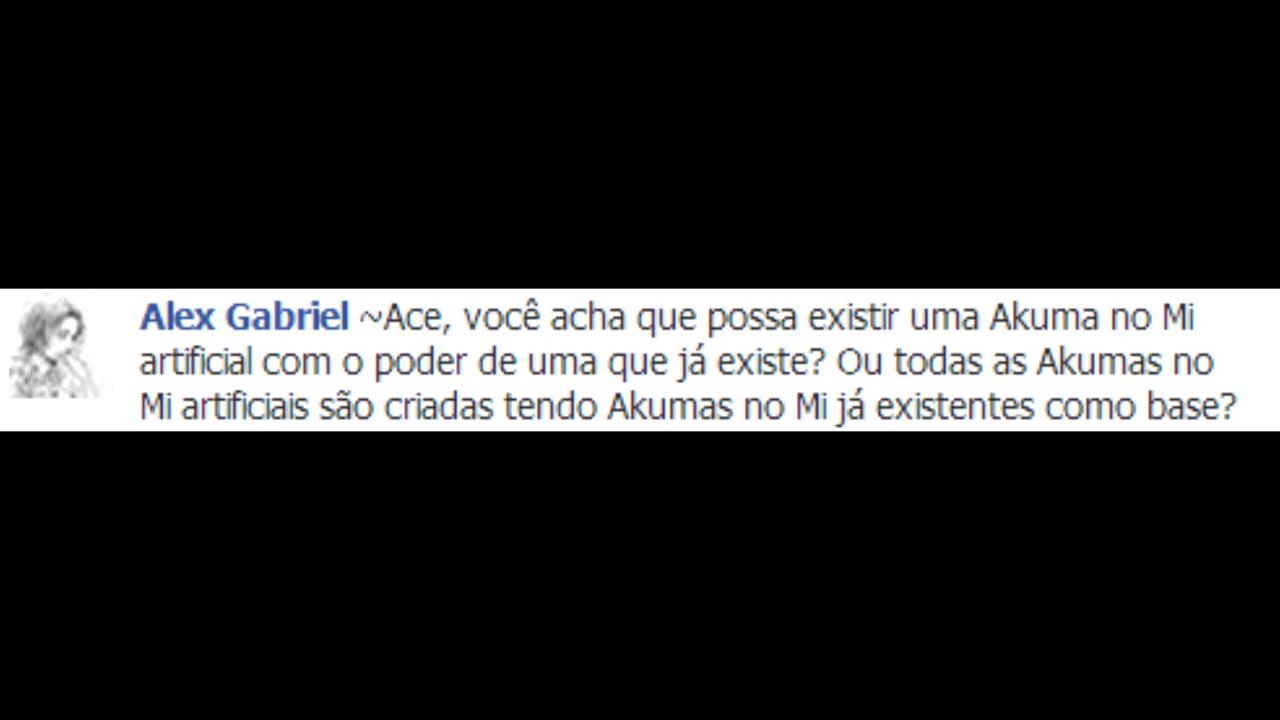 Alex Gabriel ~Ace, você acha que possa existir uma Akuma no Mi
artificial com o poder de uma que já existe? Ou todas as Akumas no
Mi artificiais são criadas tendo Akumas no Mi já existentes como base?